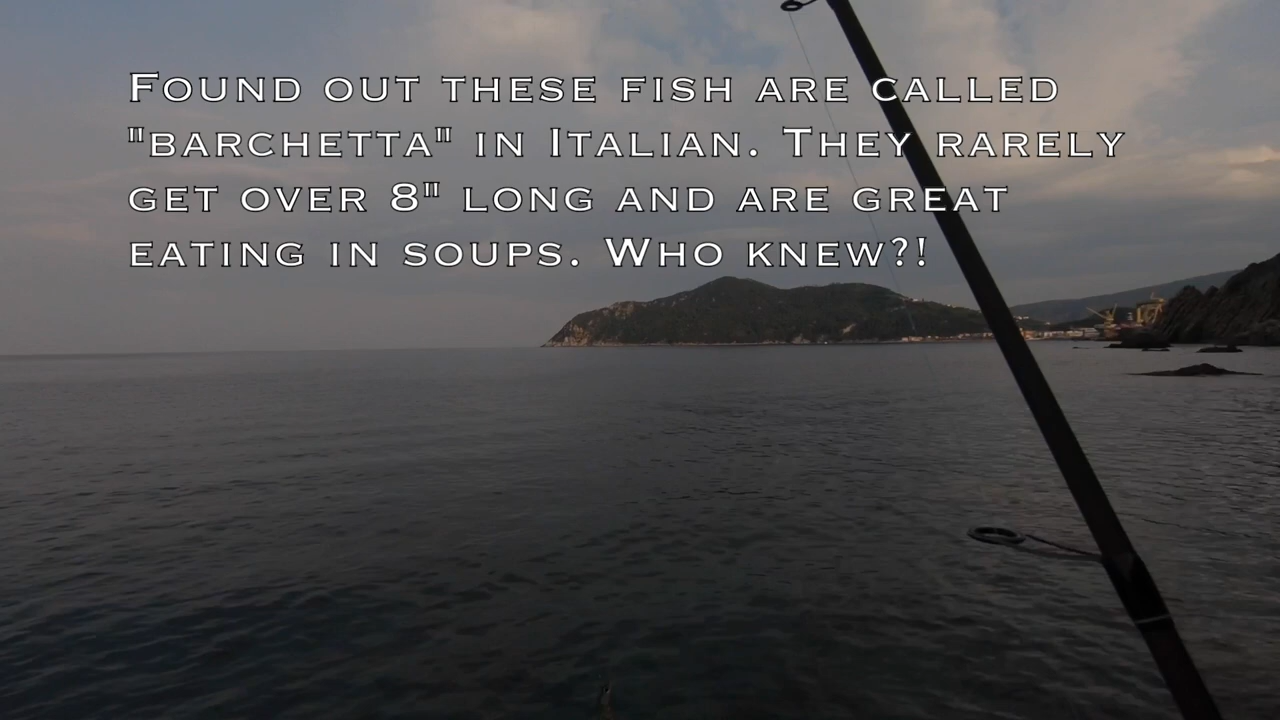 Found out these fish are called
"barchetta" in Italian. They rarely
get over 8" long and are great
eating in soups. Who knew?!